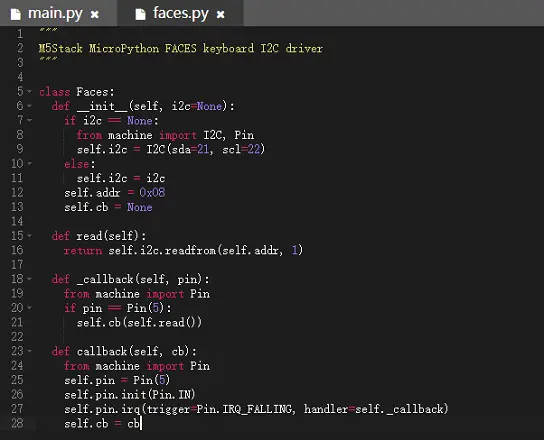 main.py ×
faces.py ×
1 """
2 M5Stack MicroPython FACES keyboard I2C driver
3 """
4
5 class Faces:
6   def __init__(self, i2c=None):
7     if i2c == None:
8       from machine import I2C, Pin
9       self.i2c = I2C(sda=21, scl=22)
10     else:
11       self.i2c = i2c
12     self.addr = 0x08
13     self.cb = None
14
15   def read(self):
16     return self.i2c.readfrom(self.addr, 1)
17
18   def _callback(self, pin):
19     from machine import Pin
20     if pin == Pin(5):
21       self.cb(self.read())
22
23   def callback(self, cb):
24     from machine import Pin
25     self.pin = Pin(5)
26     self.pin.init(Pin.IN)
27     self.pin.irq(trigger=Pin.IRQ_FALLING, handler=self._callback)
28     self.cb = cb